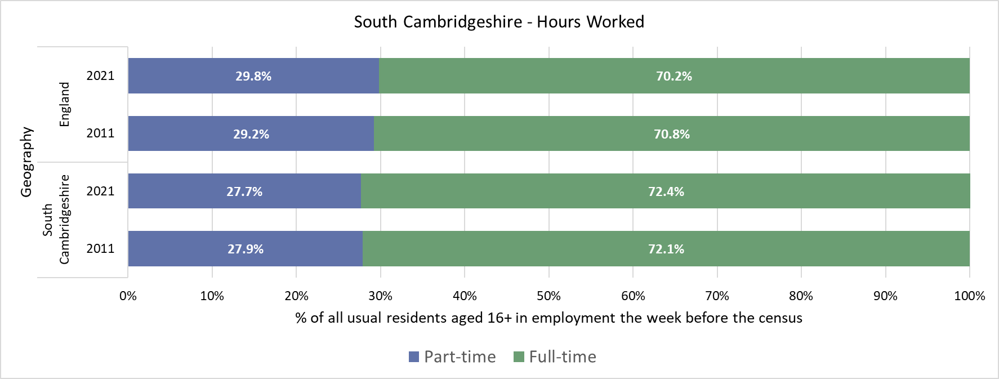 South Cambridgeshire - Hours Worked
Geography
England
2021
29.8%
70.2%
2011
29.2%
70.8%
South
Cambridgeshire
2021
27.7%
72.4%
2011
27.9%
72.1%
0% 10% 20% 30% 40% 50% 60% 70% 80% 90% 100%
% of all usual residents aged 16+ in employment the week before the census
Part-time Full-time